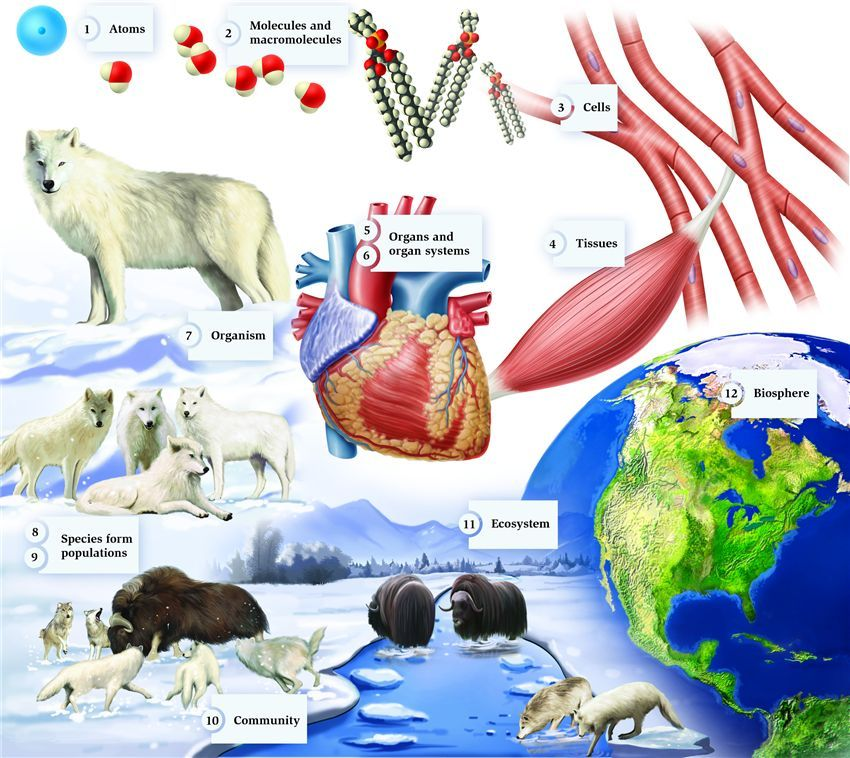 1 Atoms
2 Molecules and
macromolecules
3 Cells
4 Tissues
5
6
Organs and
organ systems
7 Organism
8
9
Species form
populations
10 Community
11 Ecosystem
12 Biosphere